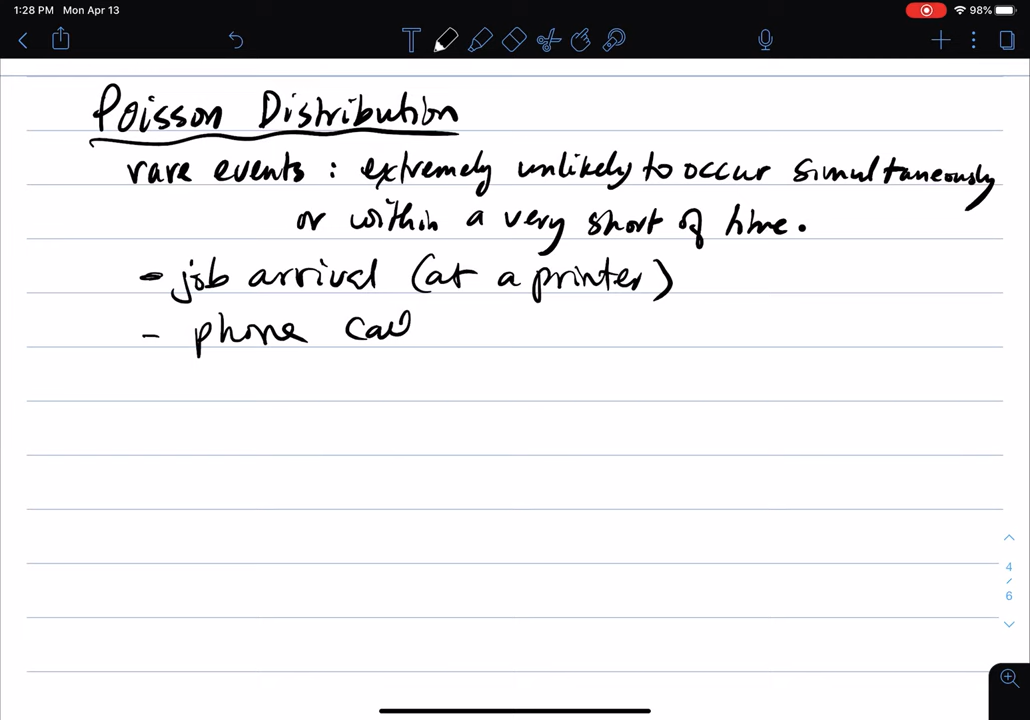 1:28 PM Mon Apr 13
98%
T
Poisson Distribution
rare events : extremely unlikely to occur simultaneously
or within a very short of time.
- job arrival (at a printer)
- phone call
4
/
6